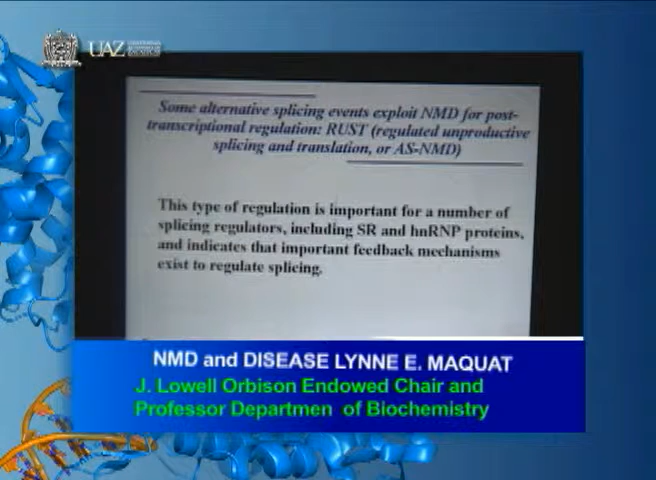 UAZ
Some alternative splicing events exploit NMD for post-
transcriptional regulation: RUST (regulated unproductive
splicing and translation, or AS-NMD)
This type of regulation is important for a number of
splicing regulators, including SR and hnRNP proteins,
and indicates that important feedback mechanisms
exist to regulate splicing.
NMD and DISEASE LYNNE E. MAQUAT
J. Lowell Orbison Endowed Chair and
Professor Departmen of Biochemistry